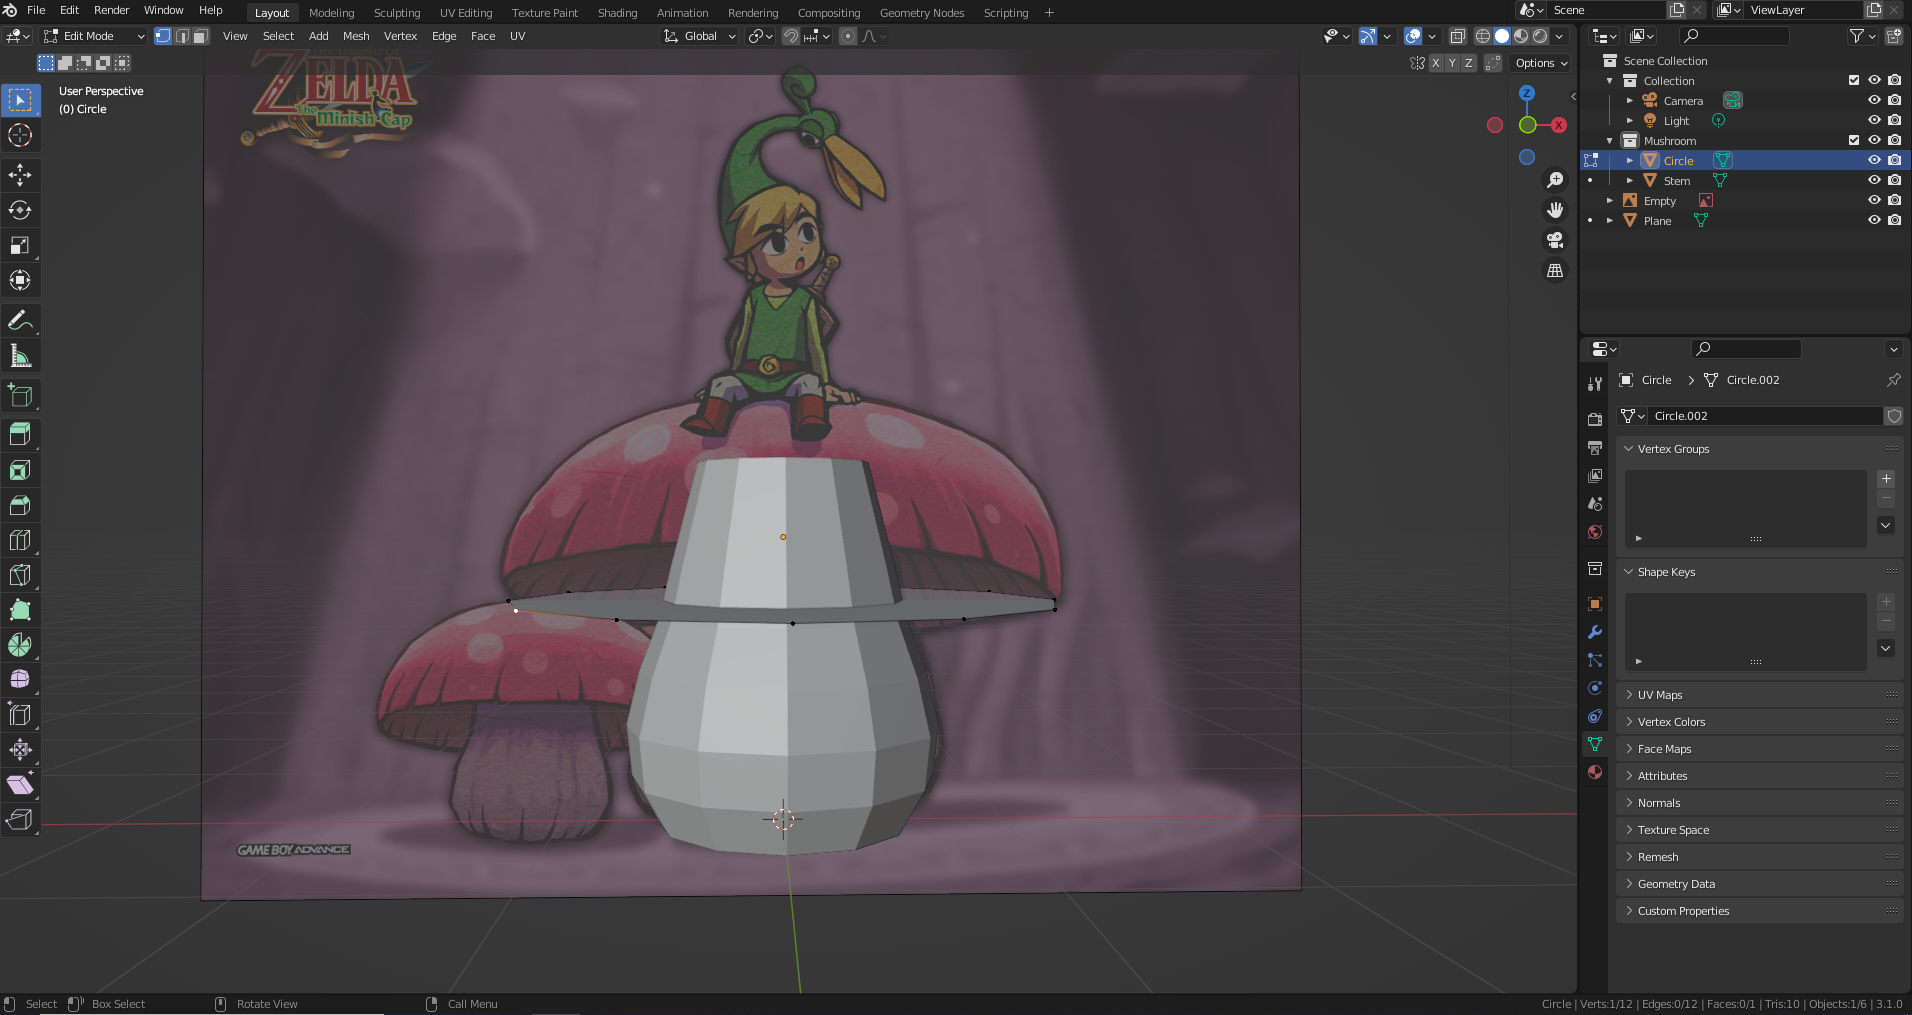 File Edit Render Window Help Layout Modeling Sculpting UV Editing Texture Paint Shading Animation Rendering Compositing Geometry Nodes Scripting + Scene ViewLayer
Edit Mode View Select Add Mesh Vertex Edge Face UV Global
X Y Z Options
User Perspective
(0) Circle
ZELDA
The Minish Cap
Z
X
GAME BOY ADVANCE
Scene Collection
Collection
Camera
Light
Mushroom
Circle
Stem
Empty
Plane
Circle > Circle.002
Circle.002
Vertex Groups
Shape Keys
UV Maps
Vertex Colors
Face Maps
Attributes
Normals
Texture Space
Remesh
Geometry Data
Custom Properties
Select Box Select Rotate View Call Menu Circle | Verts:1/12 | Edges:0/12 | Faces:0/1 | Tris:10 | Objects:1/6 | 3.1.0